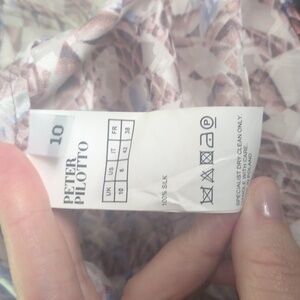 10
PETER
PILOTTO
UK US IT FR
10 6 42 38
100% SILK
P
SPECIALIST DRY CLEAN ONLY.
WITH CARE.
ENGLAND